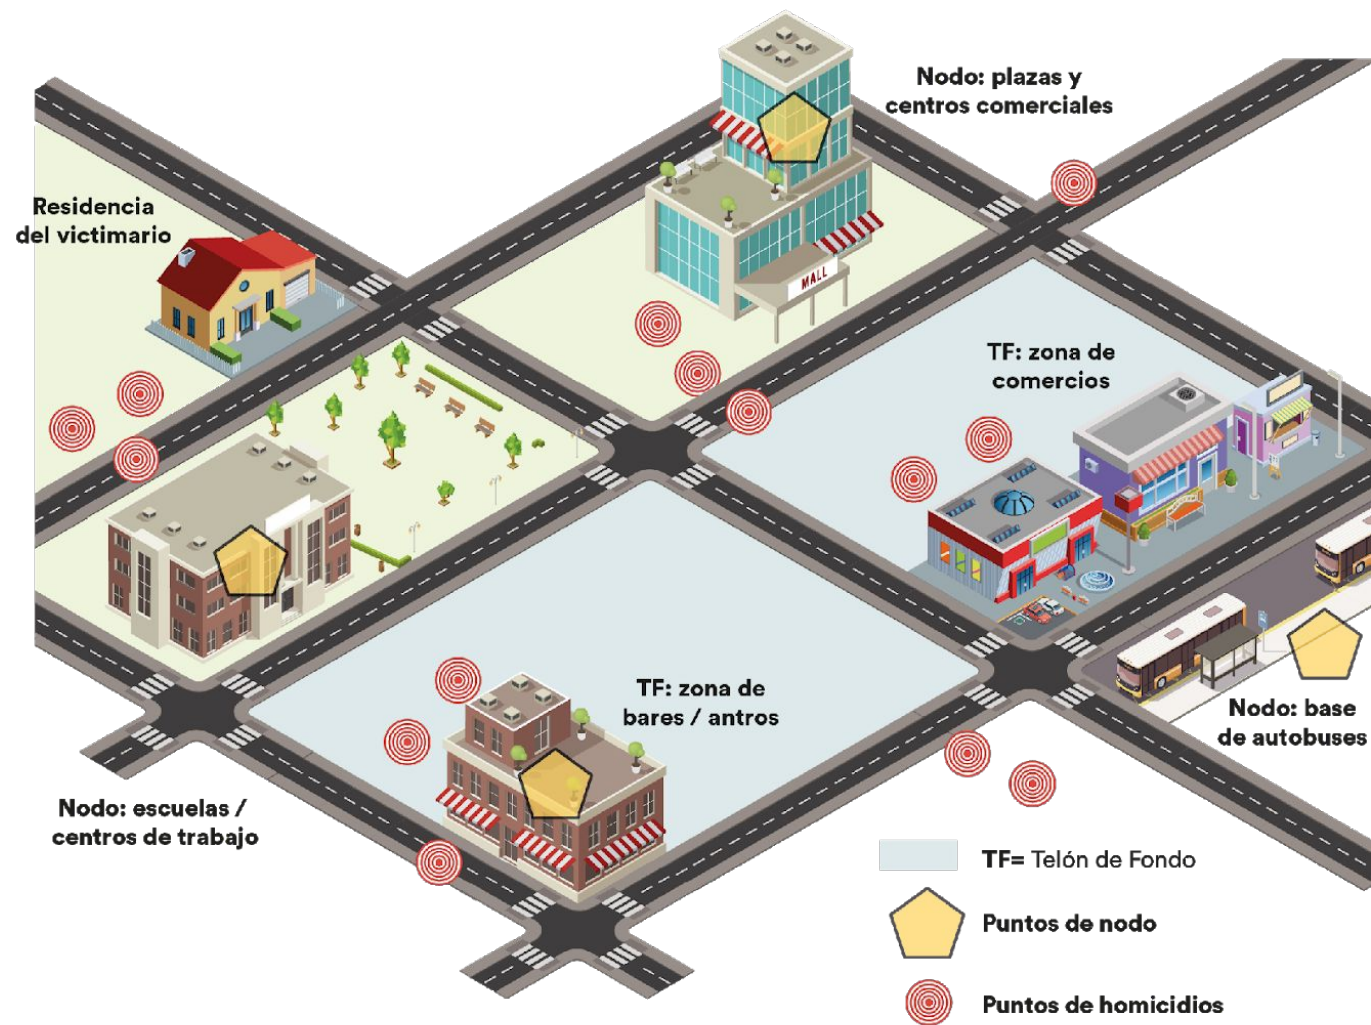 Nodo: plazas y
centros comerciales
Residencia
del victimario
MALL
TF: zona de
comercios
TF: zona de
bares / antros
Nodo: base
de autobuses
Nodo: escuelas /
centros de trabajo
TF= Telón de Fondo
Puntos de nodo
Puntos de homicidios